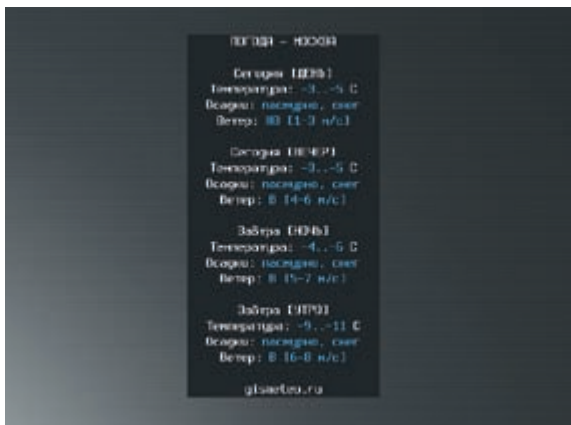 ПОГОДА - МОСКВА
Сегодня [ДЕНЬ]
Температура: -3..-5 C
Осадки: пасмурно, снег
Ветер: [1-3 м/с]
Сегодня [ВЕЧЕР]
Температура: -3..-5 C
Осадки: пасмурно, снег
Ветер: В [4-6 м/с]
Завтра [НОЧЬ]
Температура: -4..-6 C
Осадки: пасмурно, снег
Ветер: В [5-7 м/с]
Завтра [УТРО]
Температура: -9..-11 C
Осадки: пасмурно, снег
Ветер: В [6-8 м/с]
gismeteo.ru